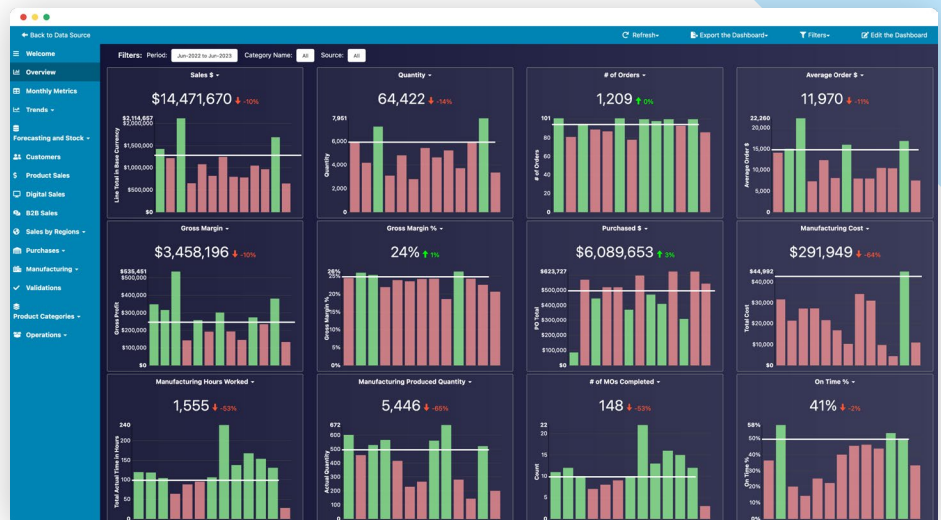 Back to Data Source
Refresh
Export the Dashboard
Filters
Edit the Dashboard
Welcome
Overview
Monthly Metrics
Trends
Forecasting and Stock
Customers
$ Product Sales
Digital Sales
B2B Sales
Sales by Regions
Purchases
Manufacturing
Validations
Product Categories
Operations
Filters: Period: Jun-2022 to Jun-2023 Category Name: All Source: All
Sales $
$14,471,670 -10%
$2,114,657
$2,000,000
$1,500,000
$1,000,000
$500,000
$0
Line Total in Base Currency
Quantity
64,422 -14%
7,951
6,000
4,000
2,000
0
Quantity
# of Orders
1,209 0%
101
80
60
40
20
0
# of Orders
Average Order $
11,970 -11%
22,260
20,000
15,000
10,000
5,000
0
Average Order $
Gross Margin
$3,458,196 -10%
$535,451
$500,000
$400,000
$300,000
$200,000
$100,000
$0
Gross Profit
Gross Margin %
24% 1%
26%
25%
20%
15%
10%
5%
0%
Gross Margin %
Purchased $
$6,089,653 3%
$623,727
$500,000
$400,000
$300,000
$200,000
$100,000
$0
PO Total
Manufacturing Cost
$291,949 -64%
$44,992
$40,000
$30,000
$20,000
$10,000
$0
Total Cost
Manufacturing Hours Worked
1,555 -53%
240
200
150
100
50
0
Total Actual Time in Hours
Manufacturing Produced Quantity
5,446 -65%
672
600
500
400
300
200
100
0
Actual Quantity
# of MOs Completed
148 -53%
22
20
15
10
5
0
Count
On Time %
41% -2%
58%
50%
40%
30%
20%
10%
0%
On Time %